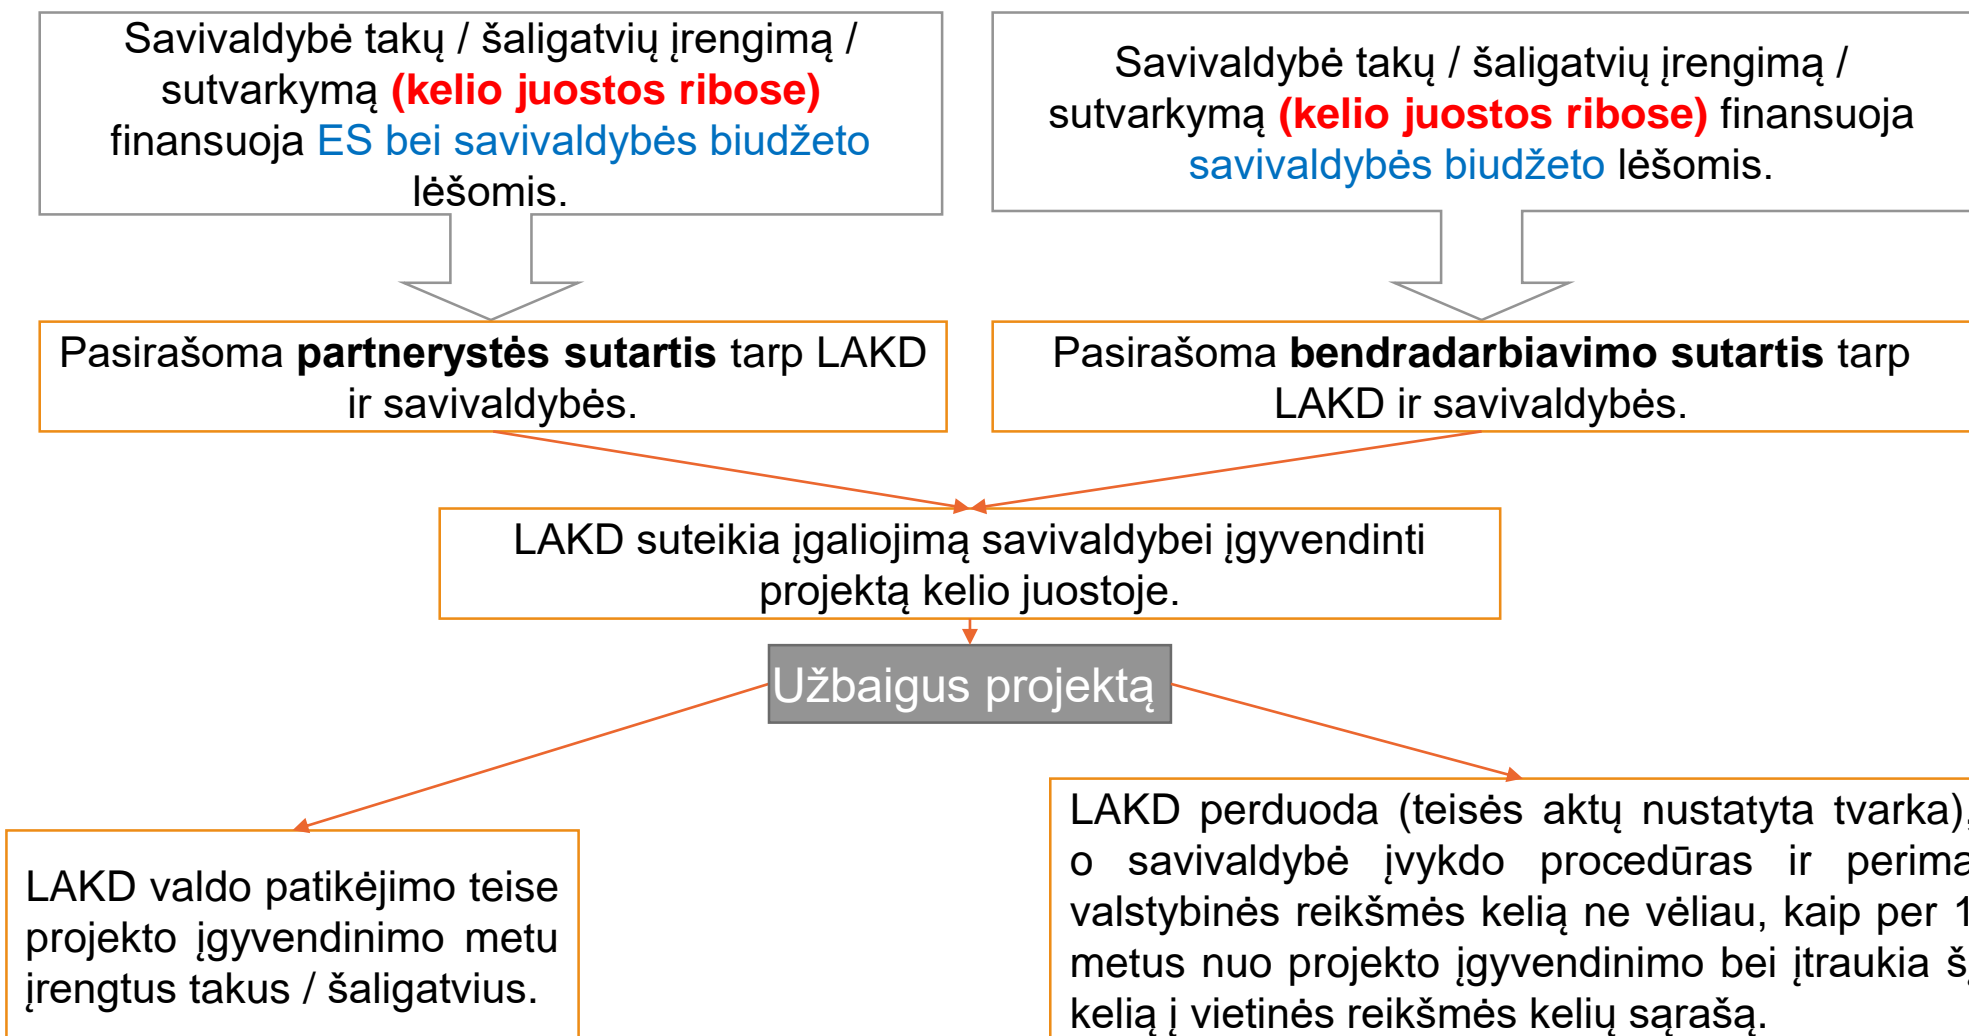 Savivaldybė takų / šaligatvių įrengimą /
sutvarkymą (kelio juostos ribose)
finansuoja ES bei savivaldybės biudžeto
lėšomis.
Savivaldybė takų / šaligatvių įrengimą /
sutvarkymą (kelio juostos ribose) finansuoja
savivaldybės biudžeto lėšomis.
Pasirašoma partnerystės sutartis tarp LAKD
ir savivaldybės.
Pasirašoma bendradarbiavimo sutartis tarp
LAKD ir savivaldybės.
LAKD suteikia įgaliojimą savivaldybei įgyvendinti
projektą kelio juostoje.
Užbaigus projektą
LAKD valdo patikėjimo teise
projekto įgyvendinimo metu
įrengtus takus / šaligatvius.
LAKD perduoda (teisės aktų nustatyta tvarka),
o savivaldybė įvykdo procedūras ir perima
valstybinės reikšmės kelią ne vėliau, kaip per 1
metus nuo projekto įgyvendinimo bei įtraukia šį
kelią į vietinės reikšmės kelių sąrašą.